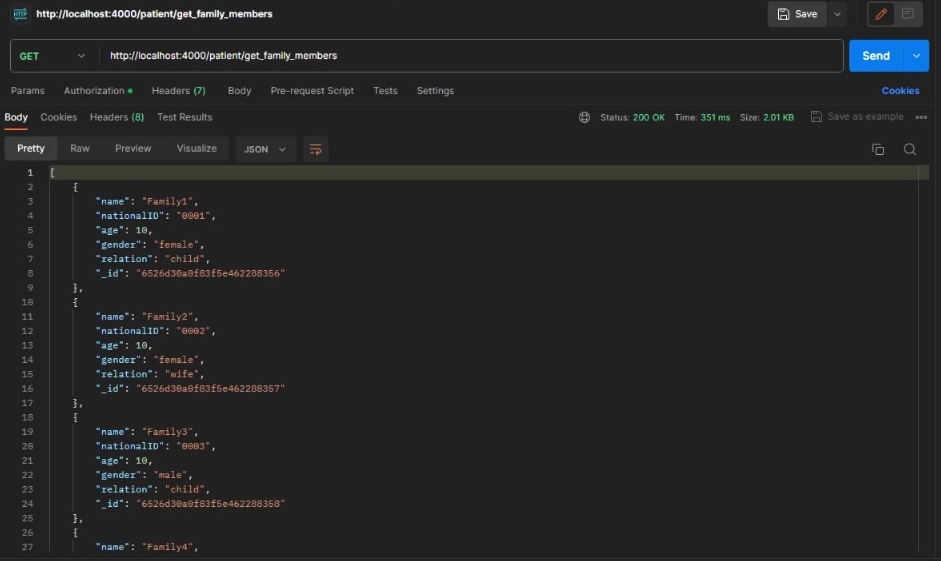 HTTP http://localhost:4000/patient/get_family_members Save
GET http://localhost:4000/patient/get_family_members Send
Params Authorization Headers (7) Body Pre-request Script Tests Settings Cookies
Body Cookies Headers (8) Test Results Status: 200 OK Time: 351 ms Size: 2.01 KB Save as example
Pretty Raw Preview Visualize JSON
1 [
2 {
3 "name": "Family1",
4 "nationalID": "0001",
5 "age": 10,
6 "gender": "female",
7 "relation": "child",
8 "_id": "6526d30a0f83f5e462288356"
9 },
10 {
11 "name": "Family2",
12 "nationalID": "0002",
13 "age": 10,
14 "gender": "female",
15 "relation": "wife",
16 "_id": "6526d30a0f83f5e462288357"
17 },
18 {
19 "name": "Family3",
20 "nationalID": "0003",
21 "age": 10,
22 "gender": "male",
23 "relation": "child",
24 "_id": "6526d30a0f83f5e462288358"
25 },
26 {
27 "name": "Family4",